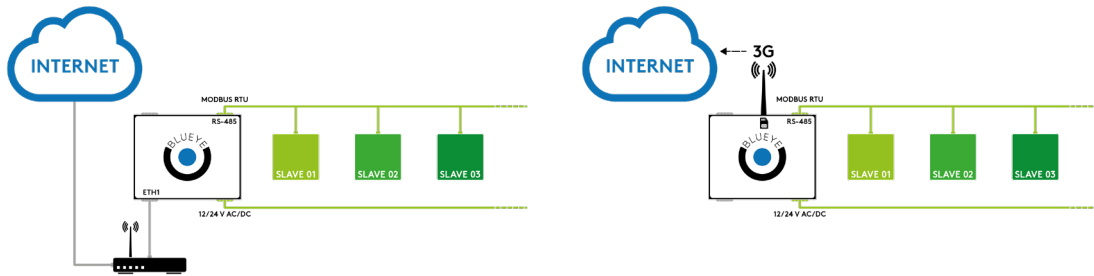 INTERNET
MODBUS RTU
RS-485
BLUEYE
SLAVE 01
SLAVE 02
SLAVE 03
ETH1
12/24 V AC/DC
3G
INTERNET
MODBUS RTU
RS-485
BLUEYE
SLAVE 01
SLAVE 02
SLAVE 03
12/24 V AC/DC